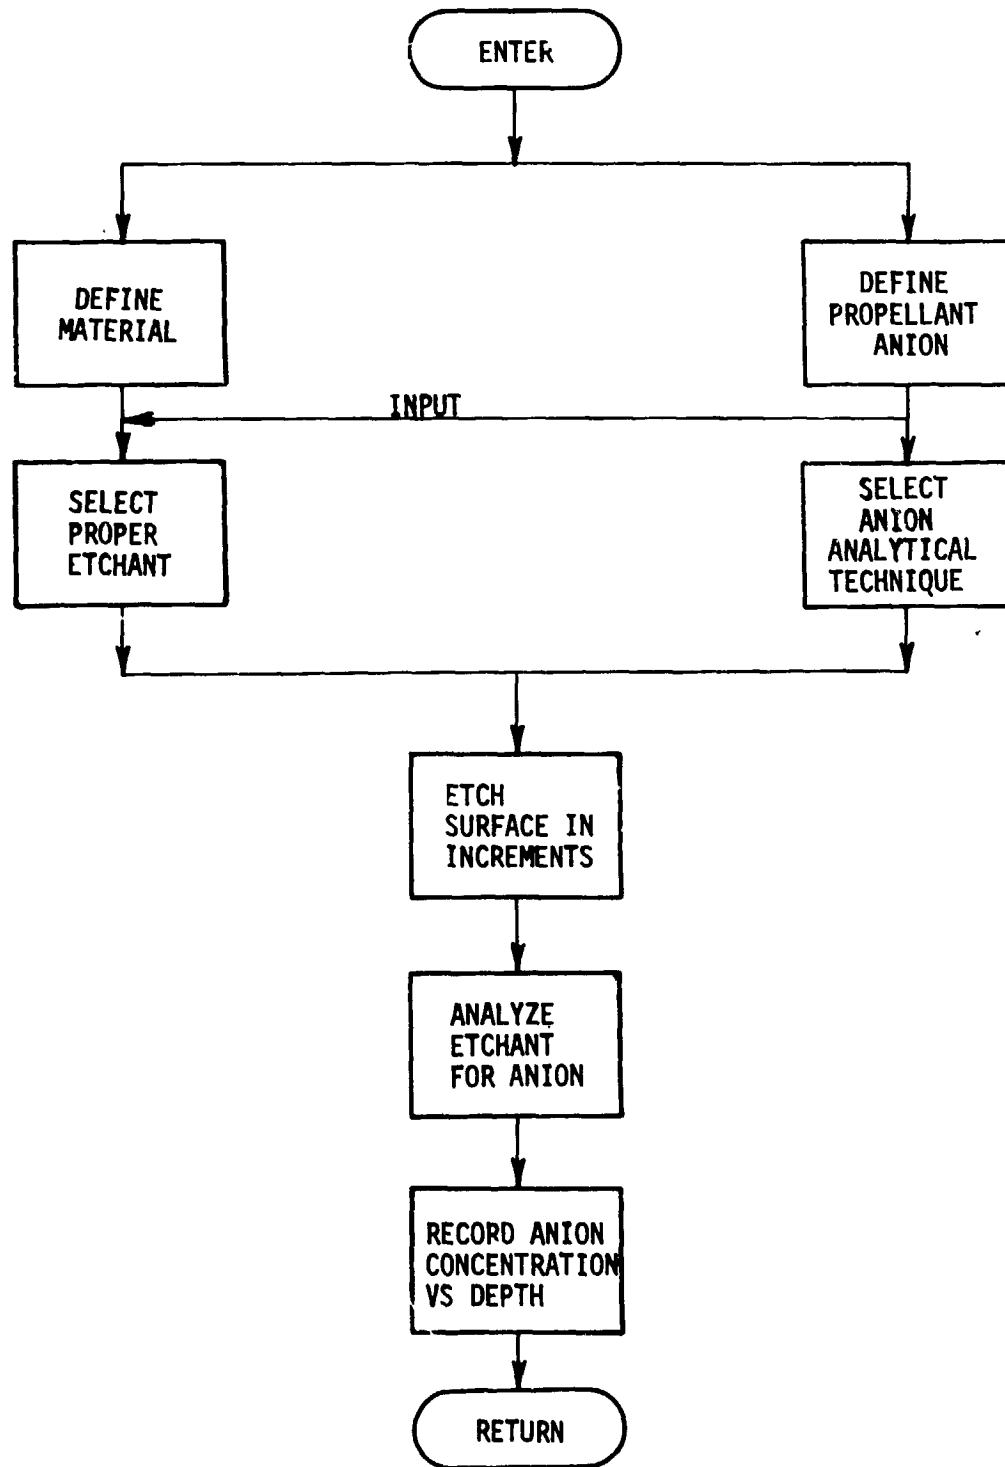 ENTER
DEFINE
MATERIAL
DEFINE
PROPELLANT
ANION
INPUT
SELECT
PROPER
ETCHANT
SELECT
ANION
ANALYTICAL
TECHNIQUE
ETCH
SURFACE IN
INCREMENTS
ANALYZE
ETCHANT
FOR ANION
RECORD ANION
CONCENTRATION
VS DEPTH
RETURN